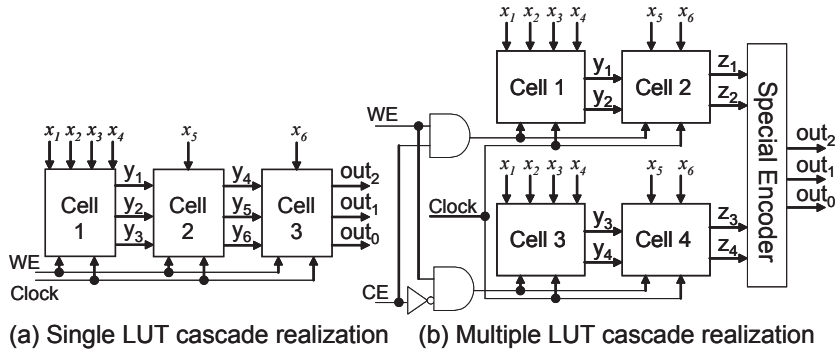 x1 x2 x3 x4 x5 x6
Cell 1
y1
y2
y3
Cell 2
y4
y5
y6
Cell 3
out2
out1
out0
WE
Clock
(a) Single LUT cascade realization
x1 x2 x3 x4 x5 x6
Cell 1
y1
y2
Cell 2
z1
z2
WE
x1 x2 x3 x4 x5 x6
Clock
Cell 3
y3
y4
Cell 4
z3
z4
CE
Special Encoder
out2
out1
out0
(b) Multiple LUT cascade realization